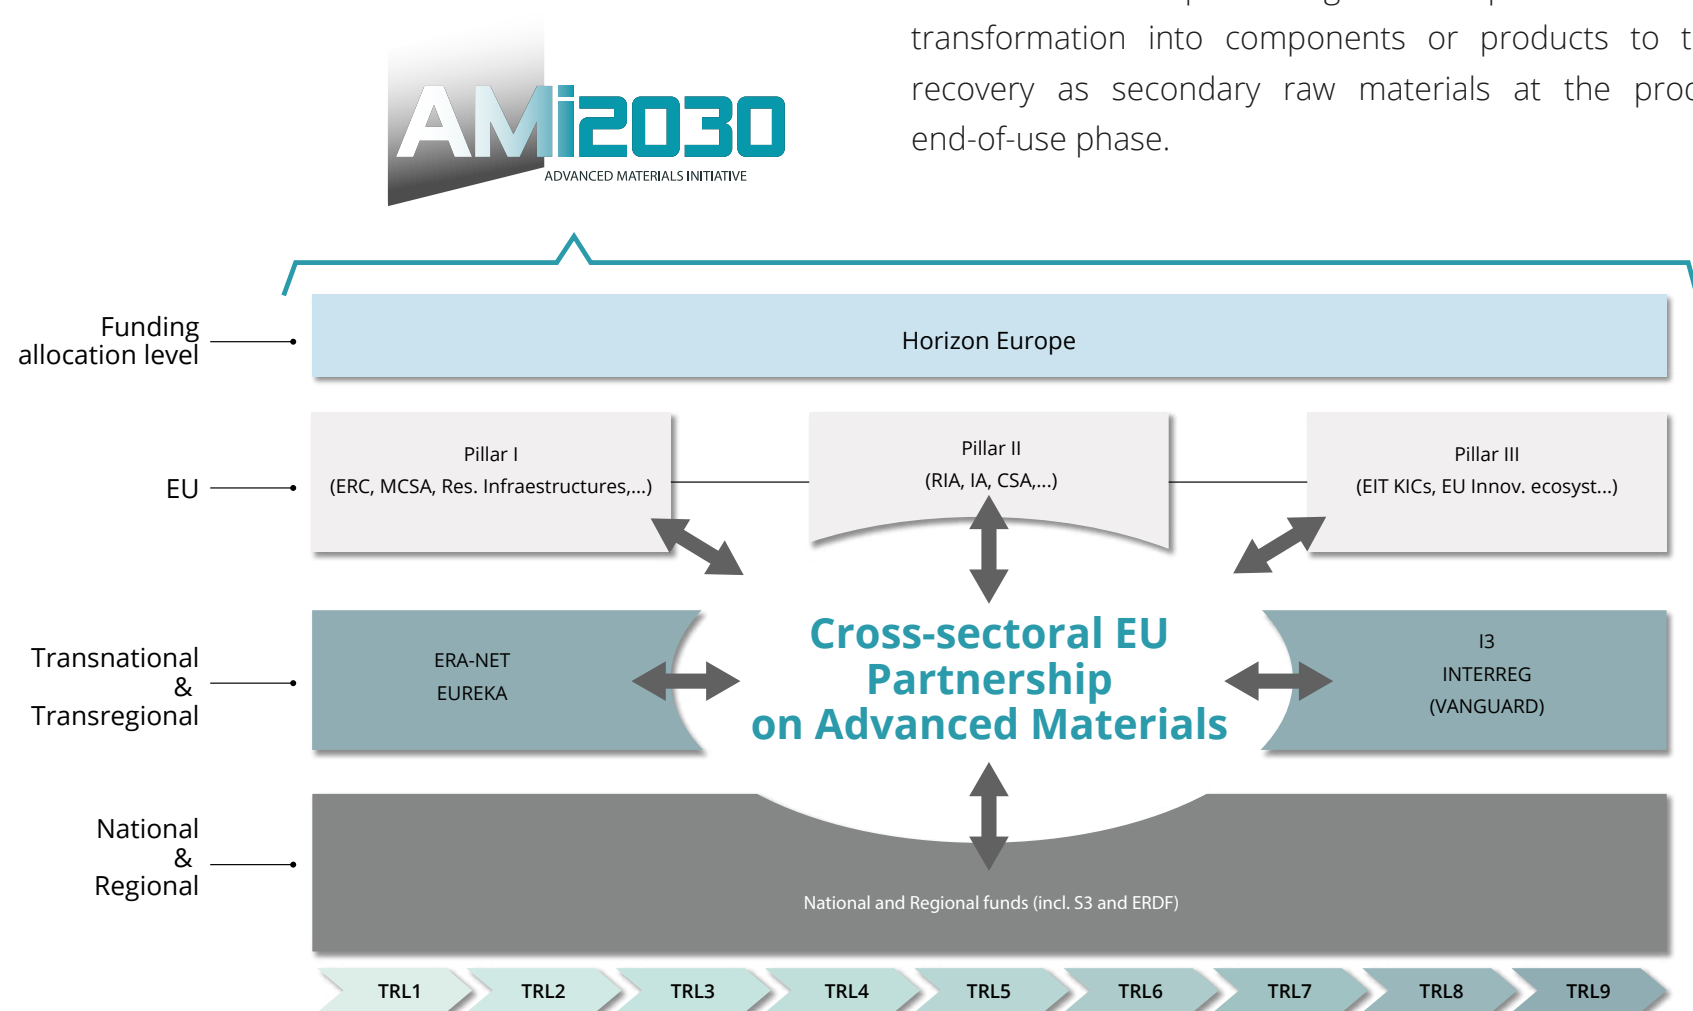 transformation into components or products to
recovery as secondary raw materials at the
end-of-use phase.
AMi2030
ADVANCED MATERIALS INITIATIVE
Funding
allocation level
Horizon Europe
EU
Pillar I
(ERC, MCSA, Res. Infraestructures,...)
Pillar II
(RIA, IA, CSA,...)
Pillar III
(EIT KICs, EU Innov. ecosyst...)
Transnational
&
Transregional
ERA-NET
EUREKA
Cross-sectoral EU
Partnership
on Advanced Materials
I3
INTERREG
(VANGUARD)
National
&
Regional
National and Regional funds (incl. S3 and ERDF)
TRL1
TRL2
TRL3
TRL4
TRL5
TRL6
TRL7
TRL8
TRL9